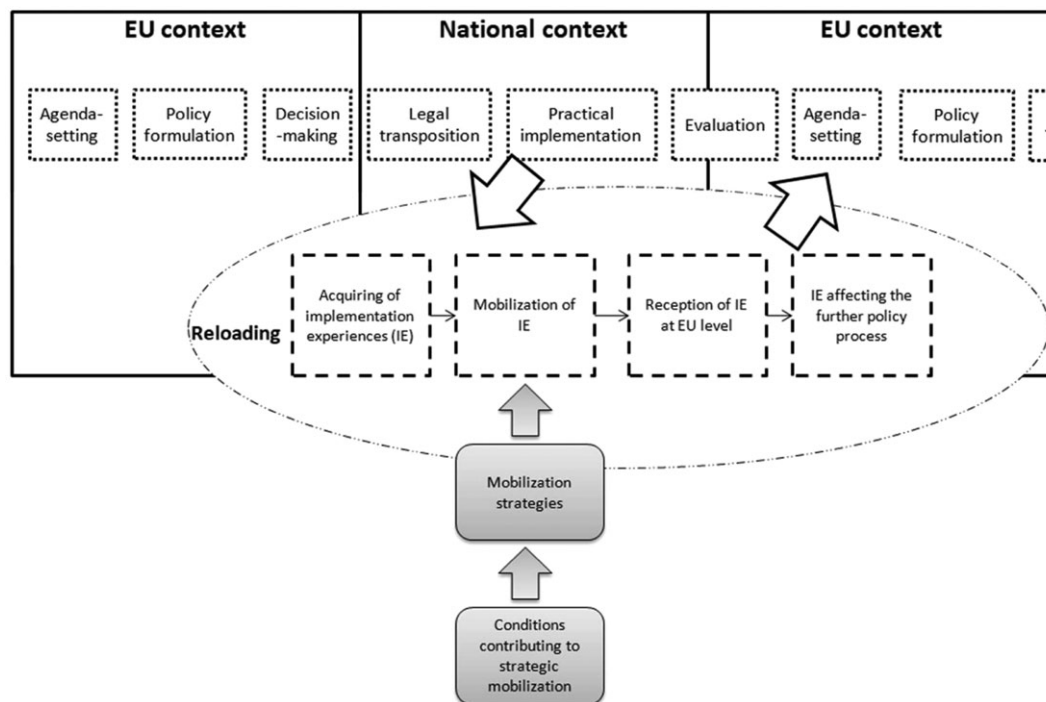 EU context
National context
EU context
Agenda-
setting
Policy
formulation
Decision
-making
Legal
transposition
Practical
implementation
Evaluation
Agenda-
setting
Policy
formulation
Reloading
Acquiring of
implementation
experiences (IE)
Mobilization of
IE
Reception of IE
at EU level
IE affecting the
further policy
process
Mobilization
strategies
Conditions
contributing to
strategic
mobilization